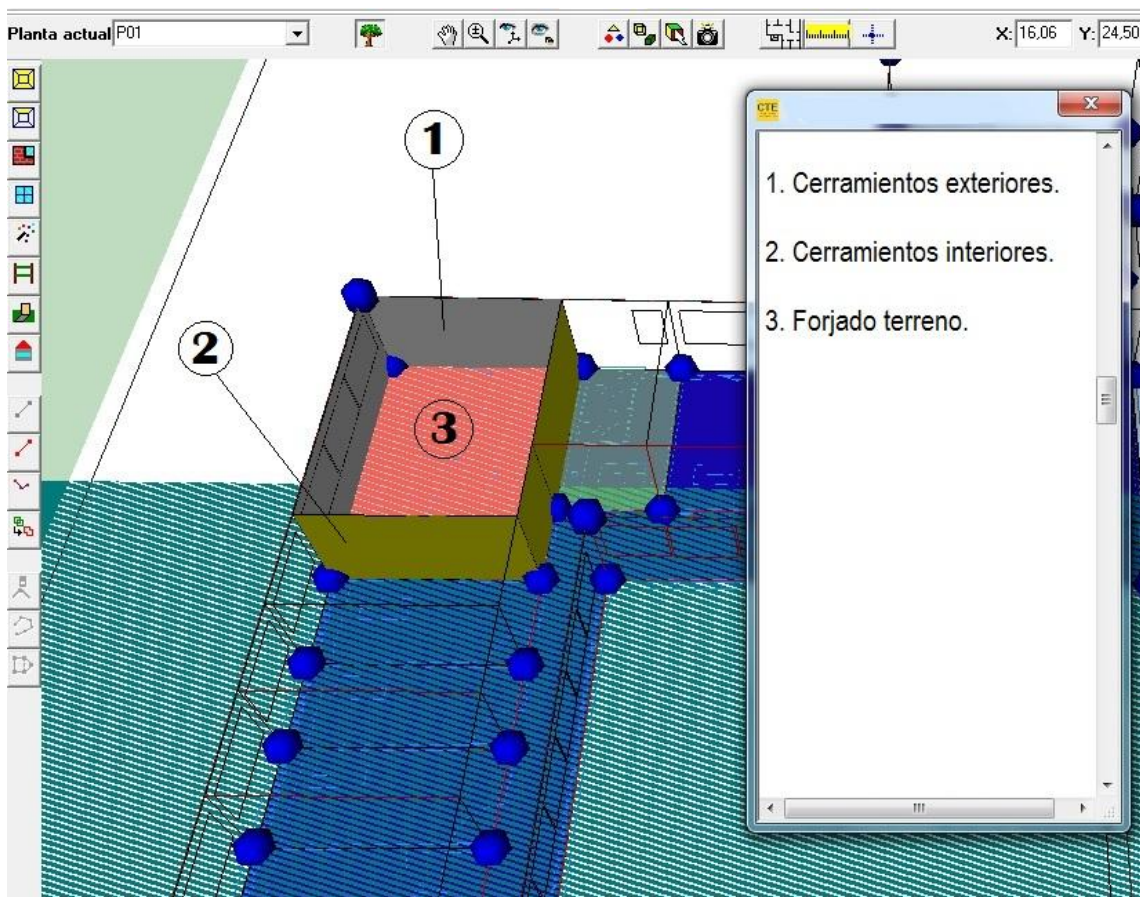 Planta actual P01 X: 16,06 Y: 24,50
CTE
1
1. Cerramientos exteriores.
2. Cerramientos interiores.
3. Forjado terreno.
2
3